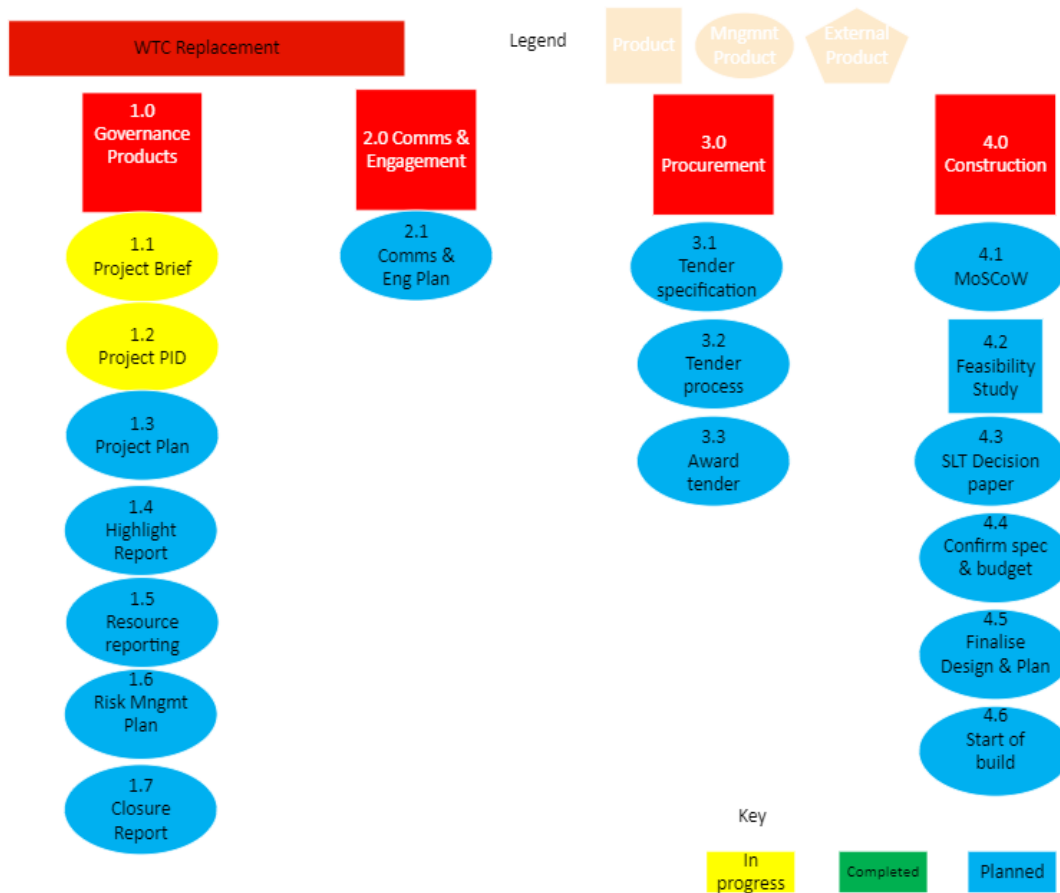 WTC Replacement
Legend
Product
Mngmnt
Product
External
Product
1.0
Governance
Products
1.1
Project Brief
1.2
Project PID
1.3
Project Plan
1.4
Highlight
Report
1.5
Resource
reporting
1.6
Risk Mngmt
Plan
1.7
Closure
Report
2.0 Comms &
Engagement
2.1
Comms &
Eng Plan
3.0
Procurement
3.1
Tender
specification
3.2
Tender
process
3.3
Award
tender
4.0
Construction
4.1
MoSCoW
4.2
Feasibility
Study
4.3
SLT Decision
paper
4.4
Confirm spec
& budget
4.5
Finalise
Design & Plan
4.6
Start of
build
Key
In
progress
Completed
Planned